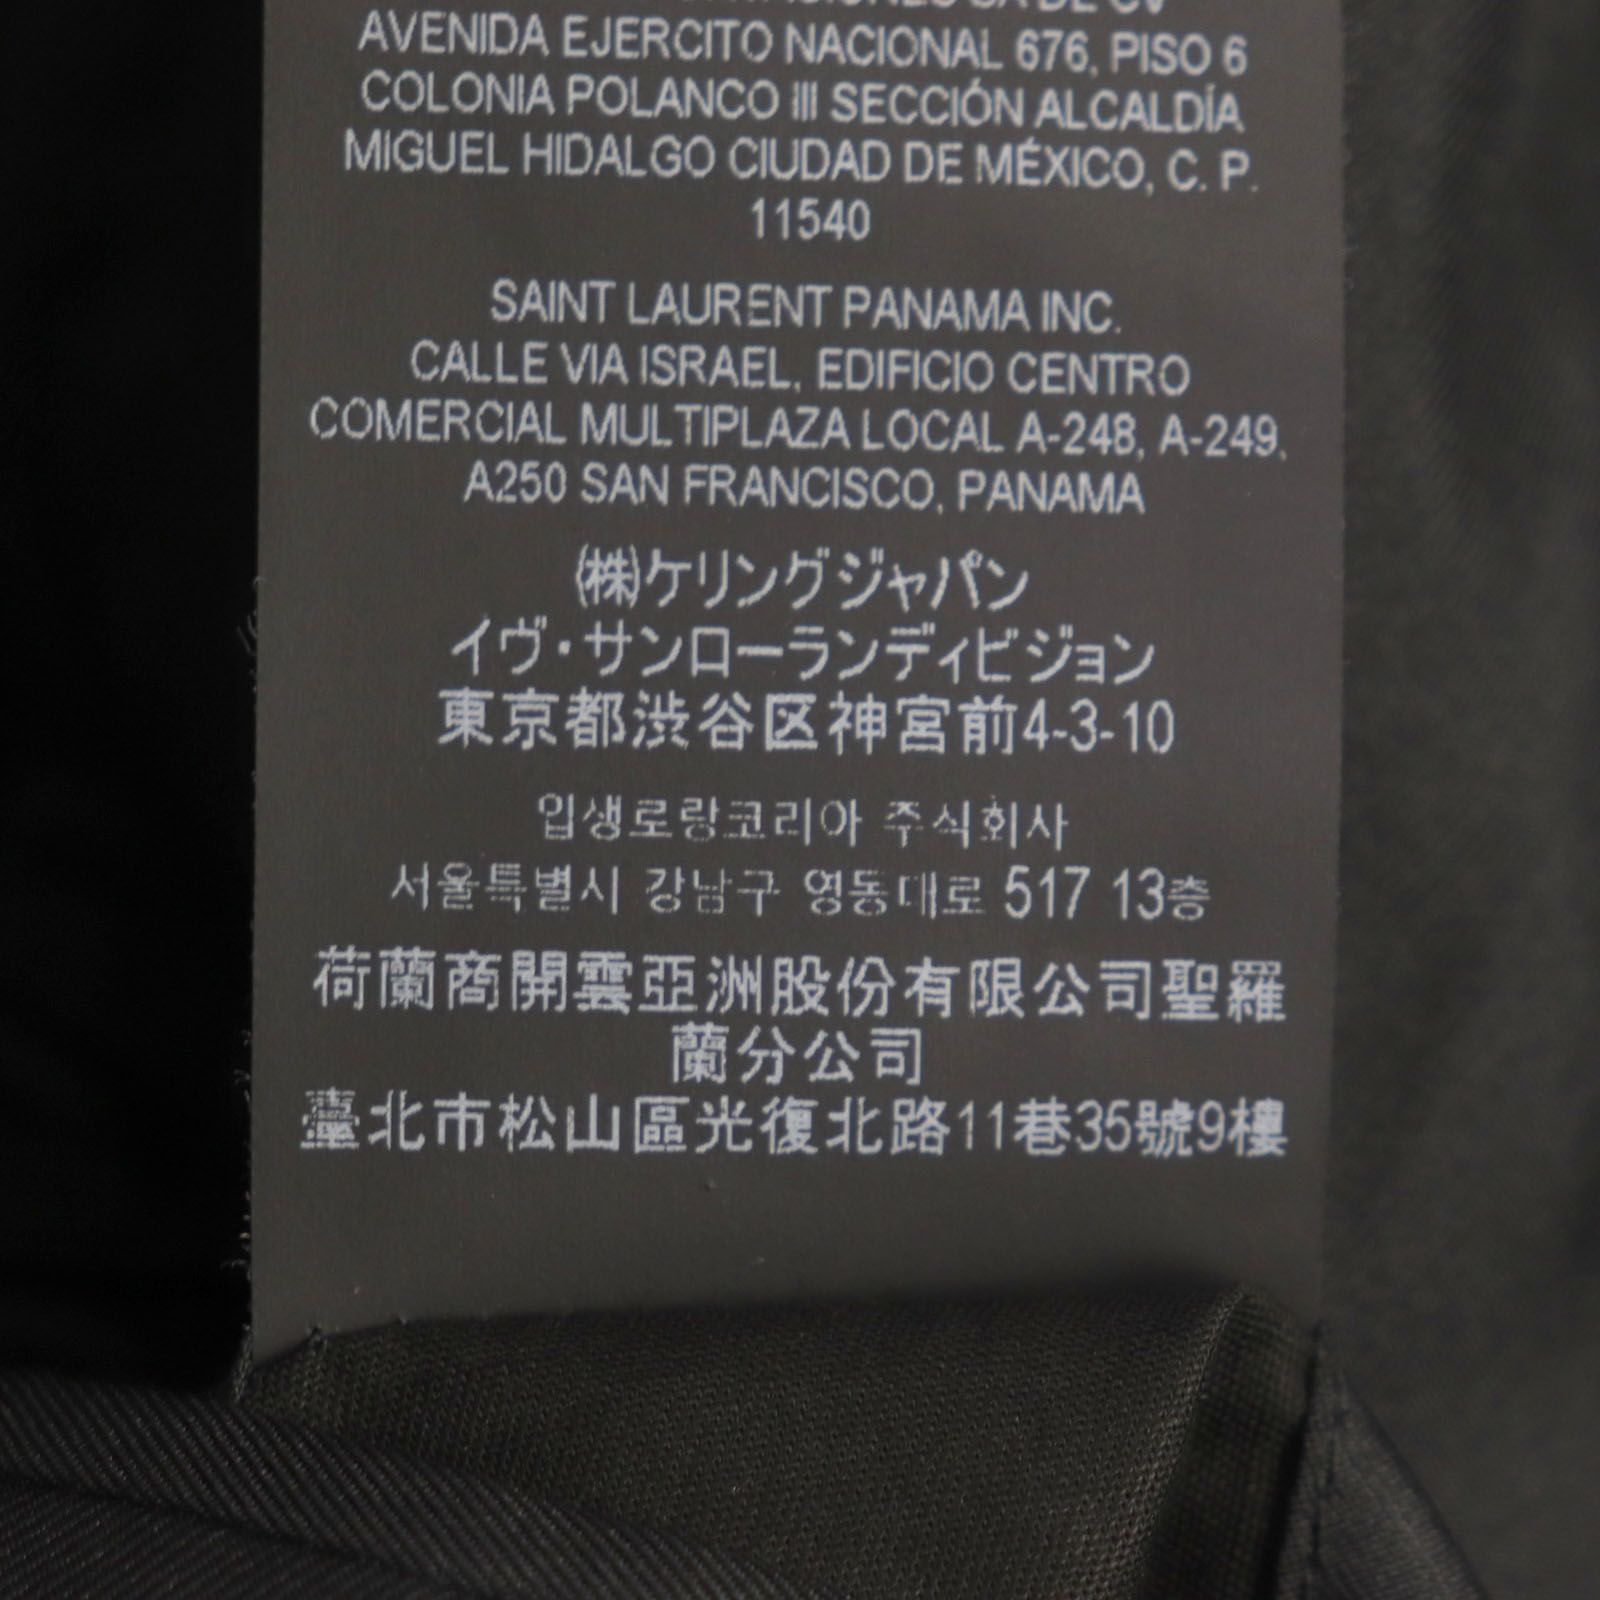 SA DE CV
AVENIDA EJERCITO NACIONAL 676, PISO 6
COLONIA POLANCO III SECCIÓN ALCALDÍA
MIGUEL HIDALGO CIUDAD DE MÉXICO, C. P.
11540
SAINT LAURENT PANAMA INC.
CALLE VIA ISRAEL, EDIFICIO CENTRO
COMERCIAL MULTIPLAZA LOCAL A-248, A-249,
A250 SAN FRANCISCO, PANAMA
(株)ケリングジャパン
イヴ・サンローランディビジョン
東京都渋谷区神宮前4-3-10
입생로랑코리아 주식회사
서울특별시 강남구 영동대로 517 13층
荷蘭商開雲亞洲股份有限公司聖羅
蘭分公司
臺北市松山區光復北路11巷35號9樓